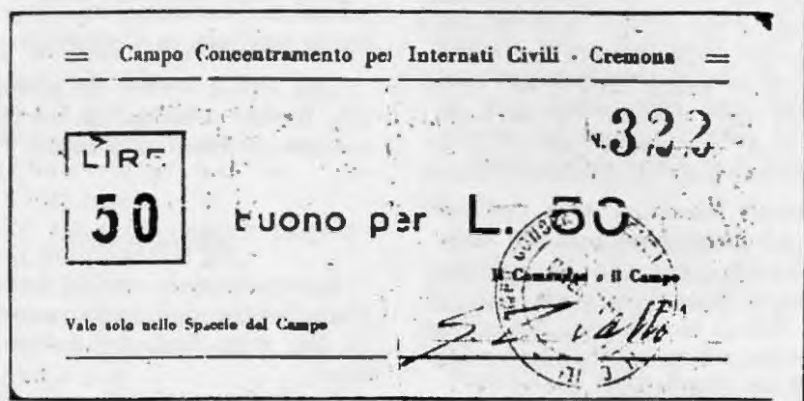 Campo Concentramento per Internati Civili - Cremona
N. 322
LIRE
50
Buono per L. 50
Il Comandante il Campo
Vale solo nello Spaccio del Campo